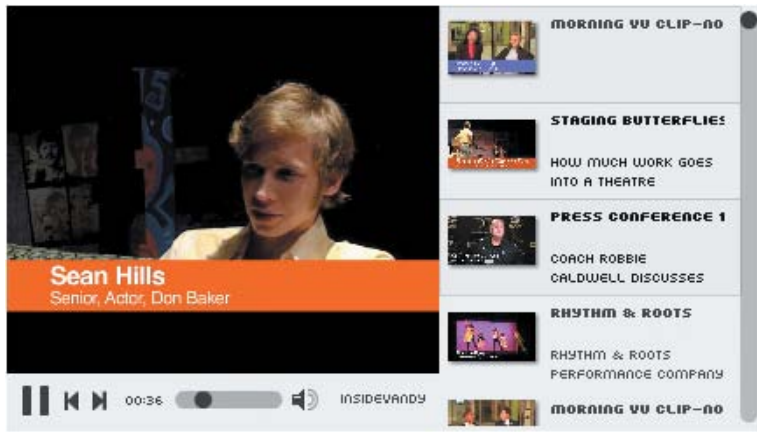 Sean Hills
Senior, Actor, Don Baker
00:36
INSIDEVANDY
MORNING VU CLIP-NO
STAGING BUTTERFLIES
HOW MUCH WORK GOES
INTO A THEATRE
PRESS CONFERENCE 1
COACH ROBBIE
CALDWELL DISCUSSES
RHYTHM & ROOTS
RHYTHM & ROOTS
PERFORMANCE COMPANY
MORNING VU CLIP-NO